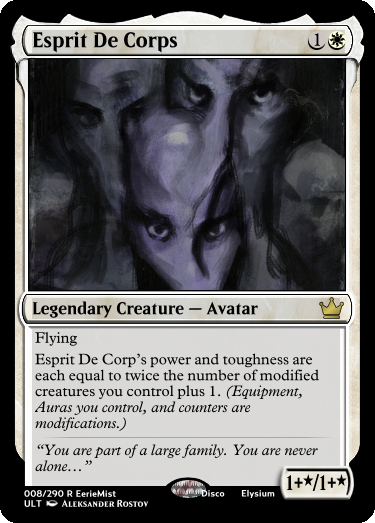 Esprit De Corps 1
Legendary Creature — Avatar
Flying
Esprit De Corp's power and toughness are
each equal to twice the number of modified
creatures you control plus 1. (Equipment,
Auras you control, and counters are
modifications.)
“You are part of a large family. You are never
alone…”
1+★/1+★
008/290 R EerieMist Disco Elysium
ULT Aleksander Rostov